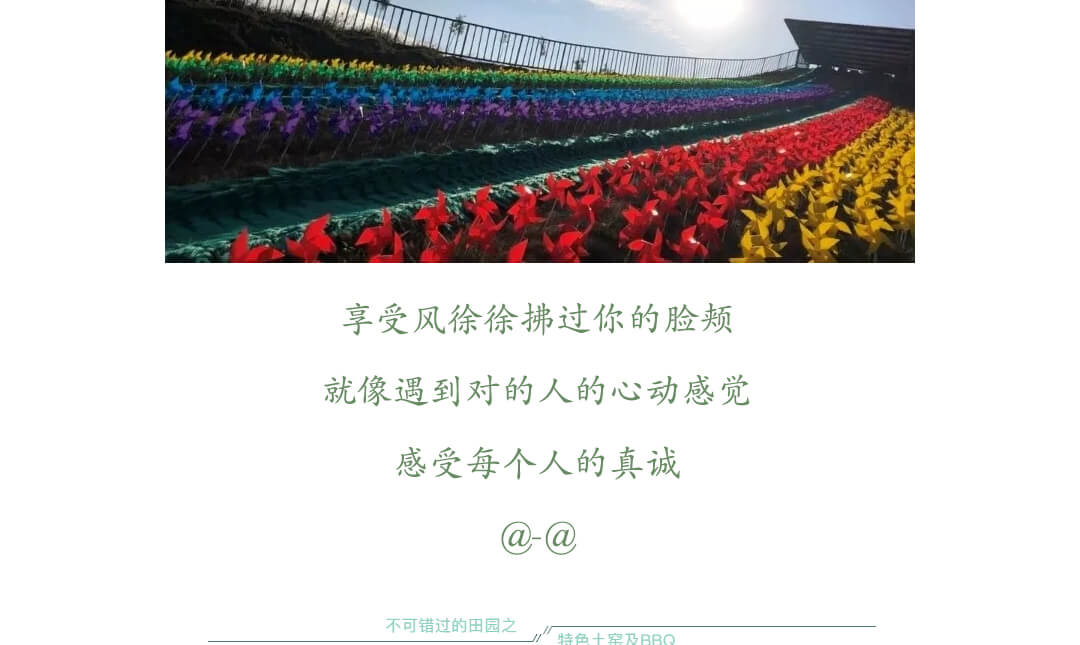 享受风徐徐拂过你的脸颊
就像遇到对的人的心动感觉
感受每个人的真诚
@-@
不可错过的田园之
特色土窑及BBQ